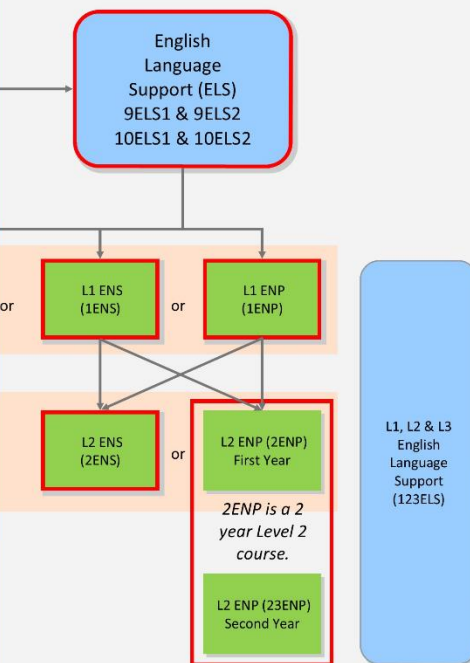 English
Language
Support (ELS)
9ELS1 & 9ELS2
10ELS1 & 10ELS2
or
L1 ENS
(1ENS)
or
L1 ENP
(1ENP)
L2 ENS
(2ENS)
or
L2 ENP (2ENP)
First Year
2ENP is a 2
year Level 2
course.
L2 ENP (23ENP)
Second Year
L1, L2 & L3
English
Language
Support
(123ELS)